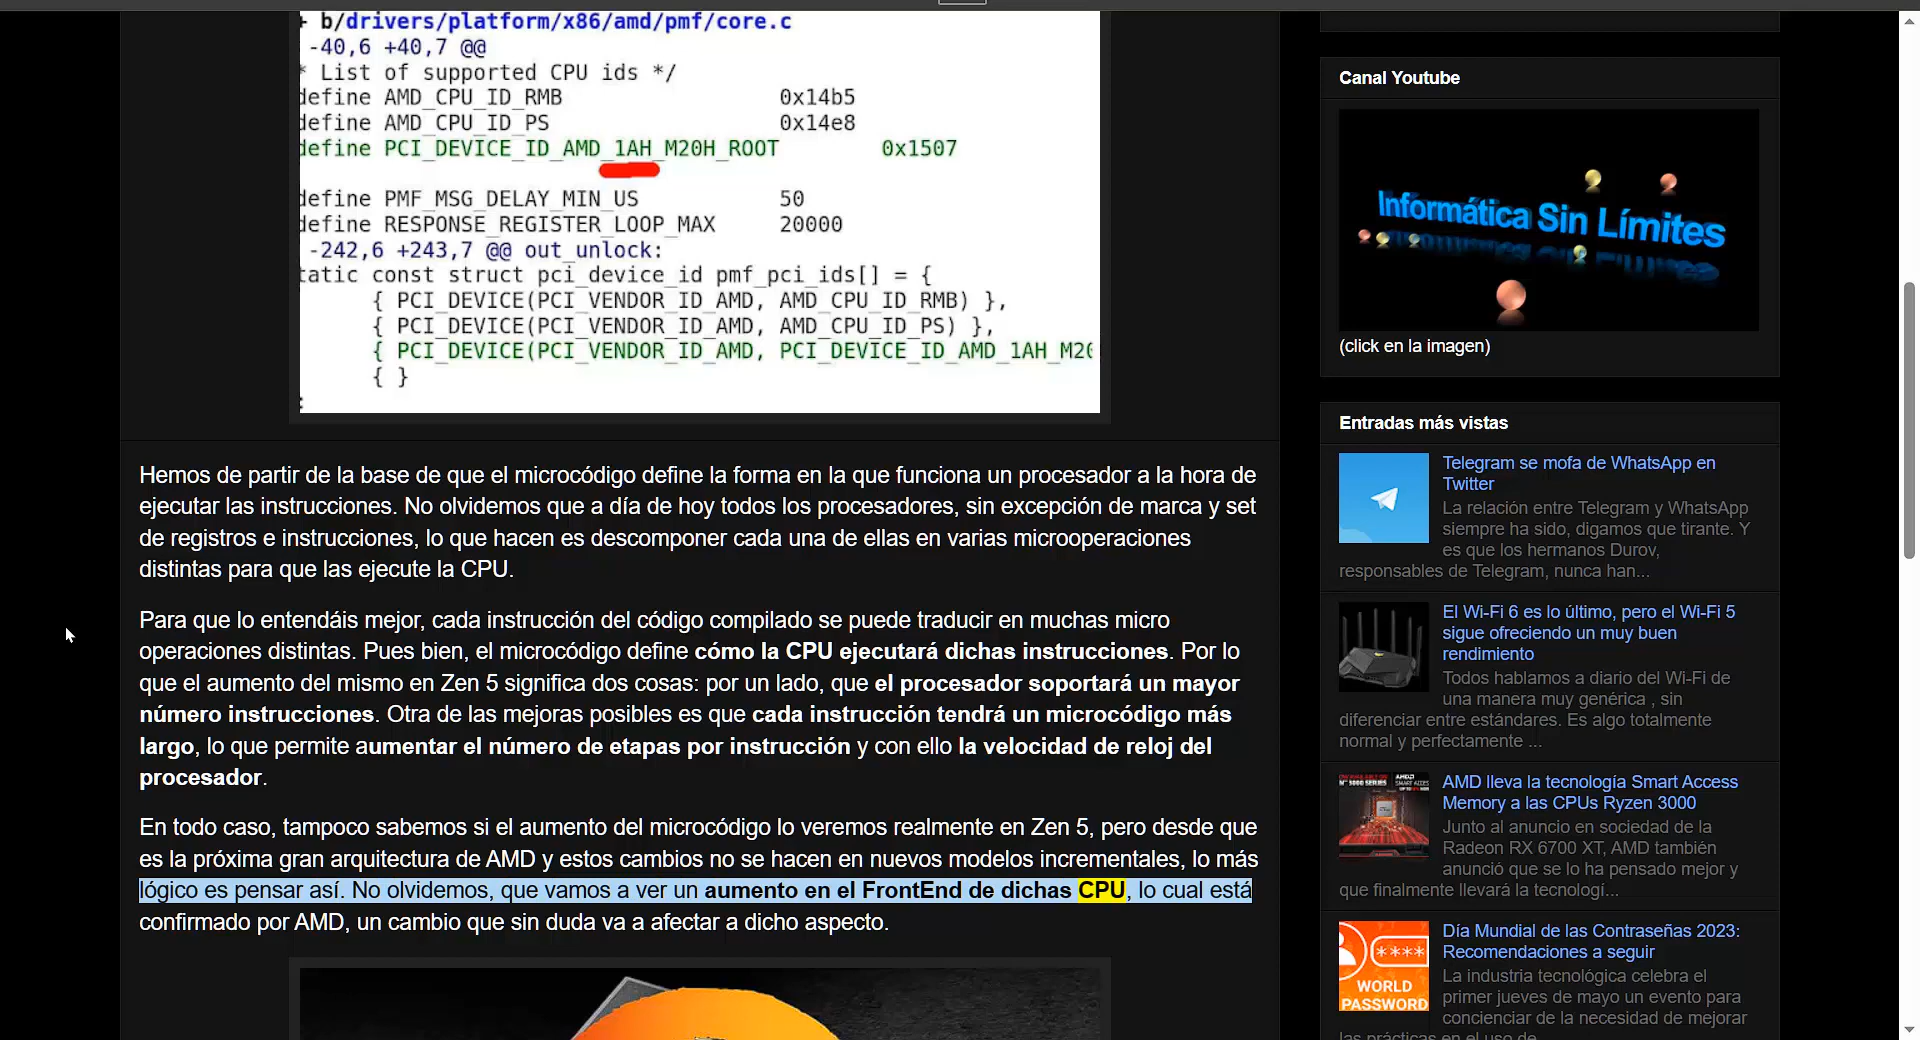 + b/drivers/platform/x86/amd/pmf/core.c
-40,6 +40,7 @@
* List of supported CPU ids */
define AMD_CPU_ID_RMB 0x14b5
define AMD_CPU_ID_PS 0x14e8
define PCI_DEVICE_ID_AMD_1AH_M20H_ROOT 0x1507
define PMF_MSG_DELAY_MIN_US 50
define RESPONSE_REGISTER_LOOP_MAX 20000
-242,6 +243,7 @@ out_unlock:
tatic const struct pci_device_id pmf_pci_ids[] = {
{ PCI_DEVICE(PCI_VENDOR_ID_AMD, AMD_CPU_ID_RMB) },
{ PCI_DEVICE(PCI_VENDOR_ID_AMD, AMD_CPU_ID_PS) },
{ PCI_DEVICE(PCI_VENDOR_ID_AMD, PCI_DEVICE_ID_AMD_1AH_M20
{ }
Hemos de partir de la base de que el microcódigo define la forma en la que funciona un procesador a la hora de
ejecutar las instrucciones. No olvidemos que a día de hoy todos los procesadores, sin excepción de marca y set
de registros e instrucciones, lo que hacen es descomponer cada una de ellas en varias microoperaciones
distintas para que las ejecute la CPU.
Para que lo entendáis mejor, cada instrucción del código compilado se puede traducir en muchas micro
operaciones distintas. Pues bien, el microcódigo define cómo la CPU ejecutará dichas instrucciones. Por lo
que el aumento del mismo en Zen 5 significa dos cosas: por un lado, que el procesador soportará un mayor
número instrucciones. Otra de las mejoras posibles es que cada instrucción tendrá un microcódigo más
largo, lo que permite aumentar el número de etapas por instrucción y con ello la velocidad de reloj del
procesador.
En todo caso, tampoco sabemos si el aumento del microcódigo lo veremos realmente en Zen 5, pero desde que
es la próxima gran arquitectura de AMD y estos cambios no se hacen en nuevos modelos incrementales, lo más
lógico es pensar así. No olvidemos, que vamos a ver un aumento en el FrontEnd de dichas CPU, lo cual está
confirmado por AMD, un cambio que sin duda va a afectar a dicho aspecto.
Canal Youtube
Informática Sin Límites
(click en la imagen)
Entradas más vistas
Telegram se mofa de WhatsApp en
Twitter
La relación entre Telegram y WhatsApp
siempre ha sido, digamos que tirante. Y
es que los hermanos Durov,
responsables de Telegram, nunca han...
El Wi-Fi 6 es lo último, pero el Wi-Fi 5
sigue ofreciendo un muy buen
rendimiento
Todos hablamos a diario del Wi-Fi de
una manera muy genérica , sin
diferenciar entre estándares. Es algo totalmente
normal y perfectamente ...
AMD lleva la tecnología Smart Access
Memory a las CPUs Ryzen 3000
Junto al anuncio en sociedad de la
Radeon RX 6700 XT, AMD también
anunció que se lo ha pensado mejor y
que finalmente llevará la tecnologí...
Día Mundial de las Contraseñas 2023:
Recomendaciones a seguir
****
WORLD
PASSWORD
La industria tecnológica celebra el
primer jueves de mayo un evento para
concienciar de la necesidad de mejorar
las prácticas en el uso de